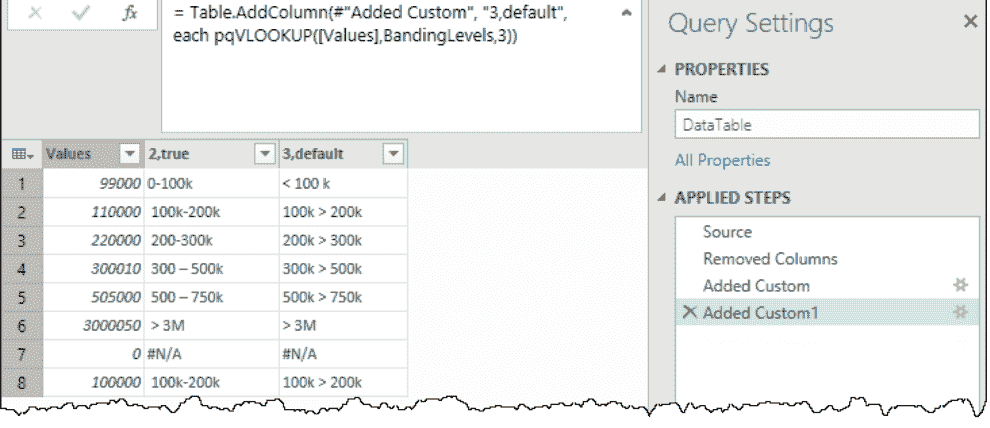 fx
= Table.AddColumn(#"Added Custom", "3,default",
each pqVLOOKUP([Values],BandingLevels,3))
Values 2,true 3,default
1 99000 0-100k < 100 k
2 110000 100k-200k 100k > 200k
3 220000 200-300k 200k > 300k
4 300010 300 – 500k 300k > 500k
5 505000 500 – 750k 500k > 750k
6 3000050 > 3M > 3M
7 0 #N/A #N/A
8 100000 100k-200k 100k > 200k
Query Settings
PROPERTIES
Name
DataTable
All Properties
APPLIED STEPS
Source
Removed Columns
Added Custom
Added Custom1